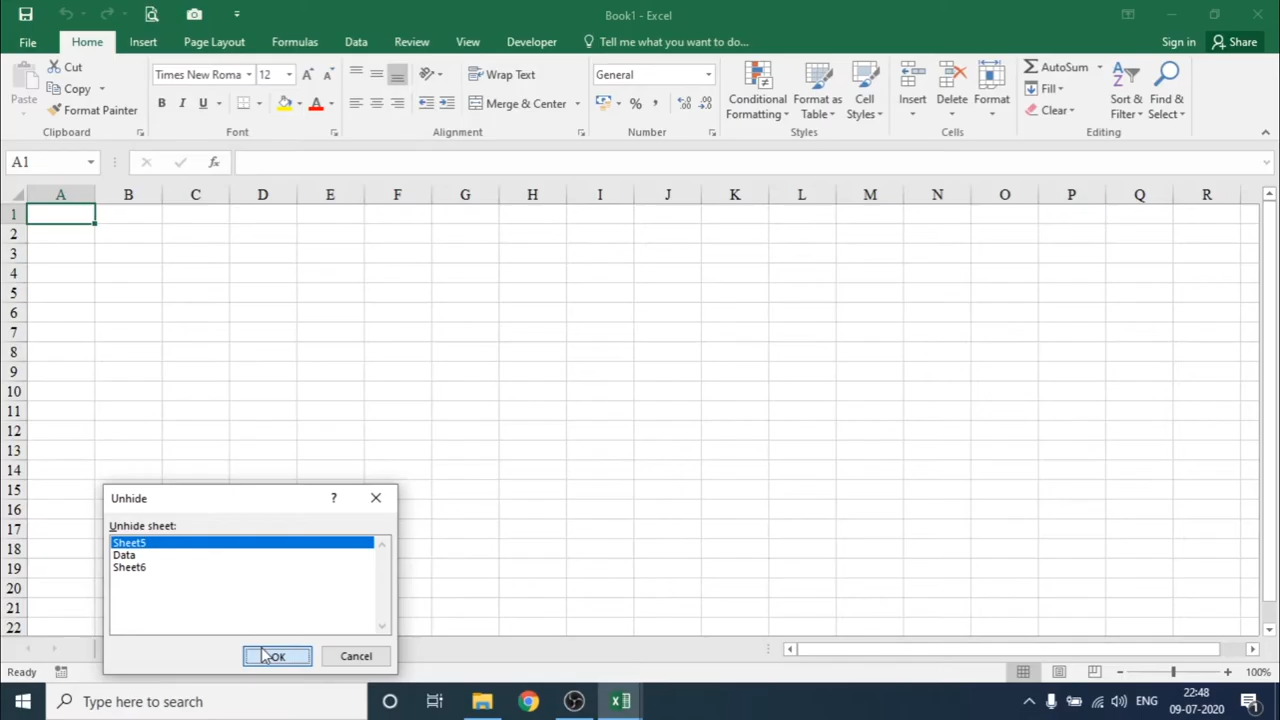 Book1 - Excel
File Home Insert Page Layout Formulas Data Review View Developer Tell me what you want to do... Sign in Share
Paste Cut Copy Format Painter
Times New Roma 12
B I U A
Wrap Text
Merge & Center
General
%
Conditional Formatting
Format as Table
Cell Styles
Insert Delete Format
AutoSum
Fill
Clear
Sort & Filter
Find & Select
Clipboard Font Alignment Number Styles Cells Editing
A1 fx
A B C D E F G H I J K L M N O P Q R
1
2
3
4
5
6
7
8
9
10
11
12
13
14
15
16
17
18
19
20
21
22
Unhide ?
Unhide sheet:
Sheet5
Data
Sheet6
OK Cancel
Ready 100%
Type here to search ENG 22:48
09-07-2020 1